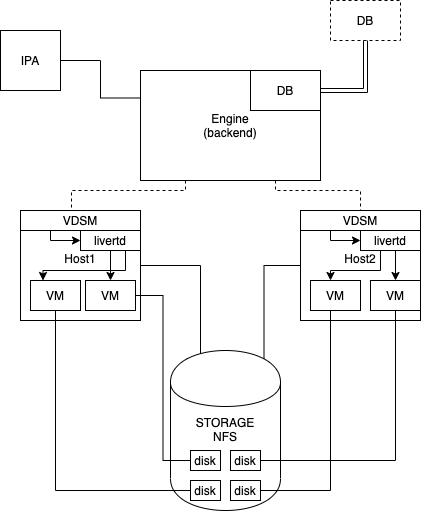 DB
IPA
DB
Engine
(backend)
VDSM
livertd
Host1
VM
VM
VDSM
livertd
Host2
VM
VM
STORAGE
NFS
disk
disk
disk
disk